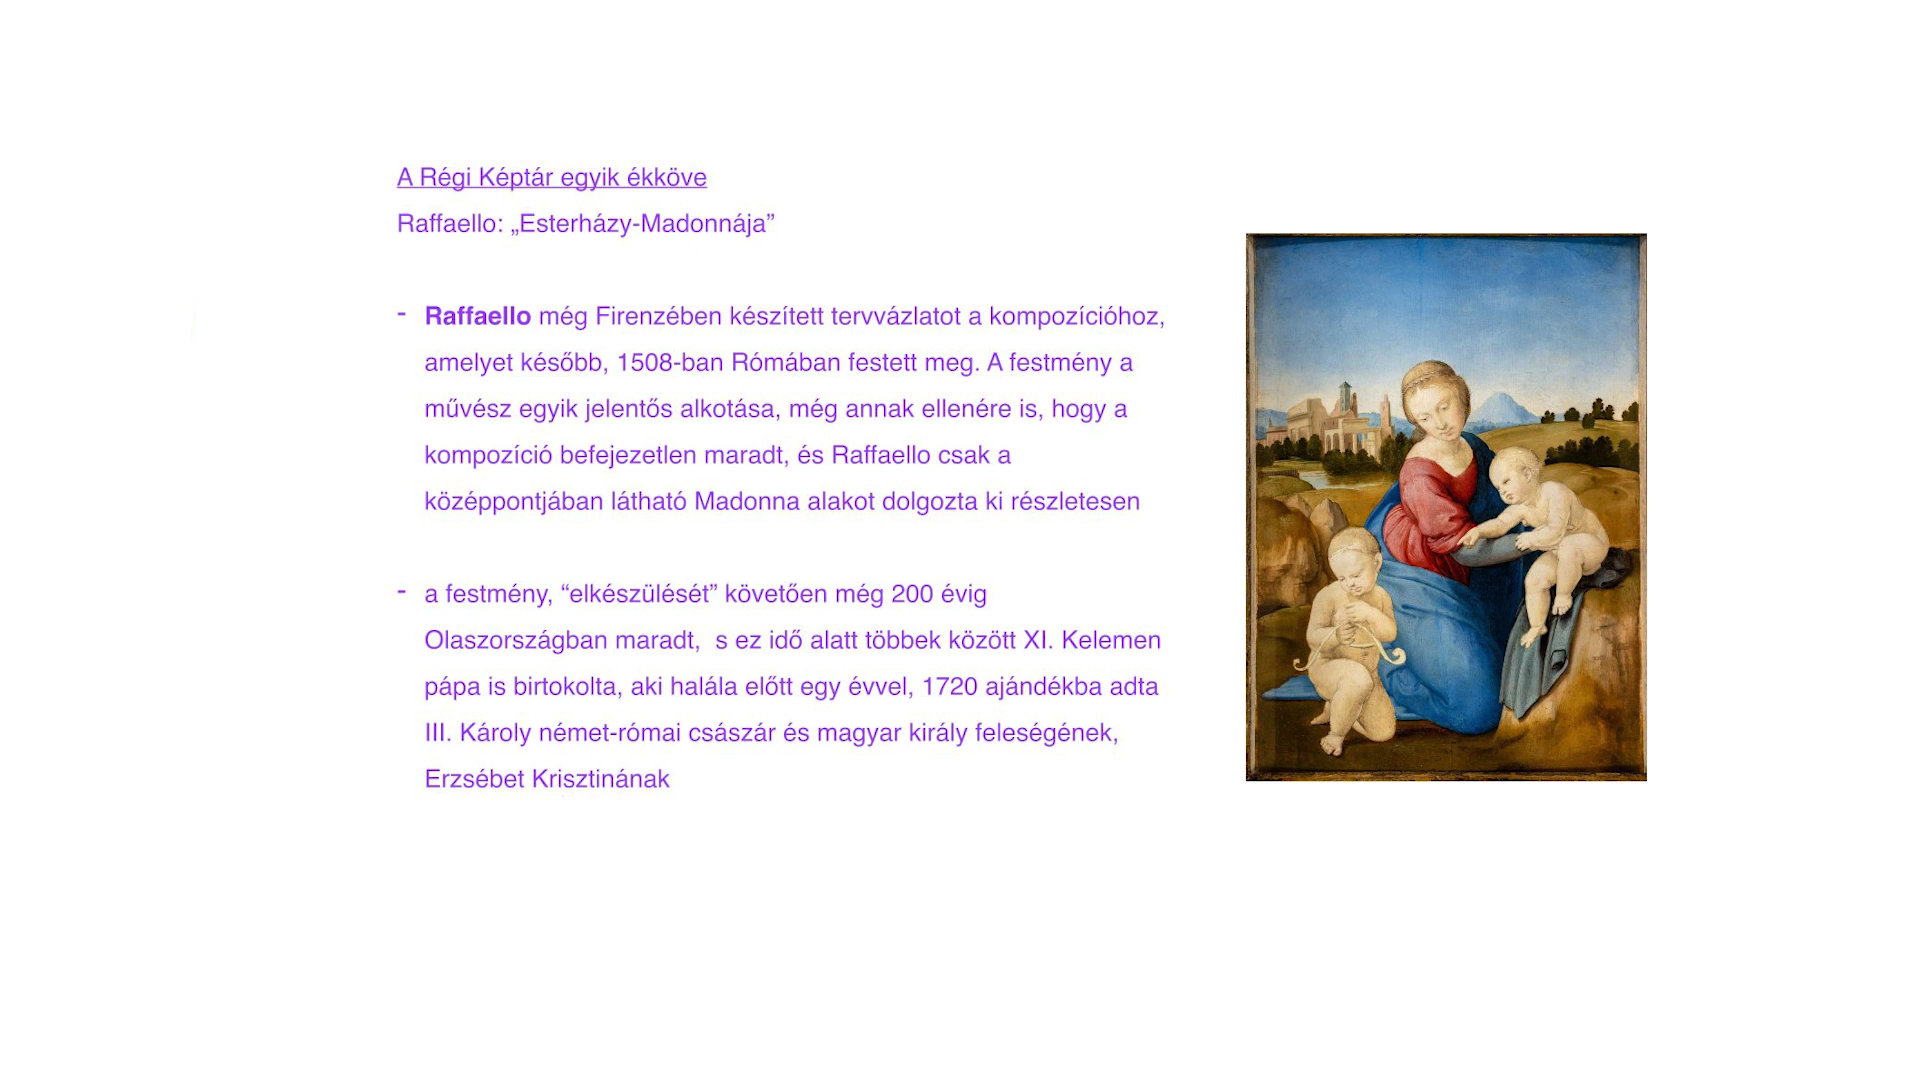 A Régi Képtár egyik ékköve
Raffaello: „Esterházy-Madonnája”
- Raffaello még Firenzében készített tervvázlatot a kompozícióhoz,
amelyet később, 1508-ban Rómában festett meg. A festmény a
művész egyik jelentős alkotása, még annak ellenére is, hogy a
kompozíció befejezetlen maradt, és Raffaello csak a
középpontjában látható Madonna alakot dolgozta ki részletesen
- a festmény, “elkészülését” követően még 200 évig
Olaszországban maradt,  s ez idő alatt többek között XI. Kelemen
pápa is birtokolta, aki halála előtt egy évvel, 1720 ajándékba adta
III. Károly német-római császár és magyar király feleségének,
Erzsébet Krisztinának